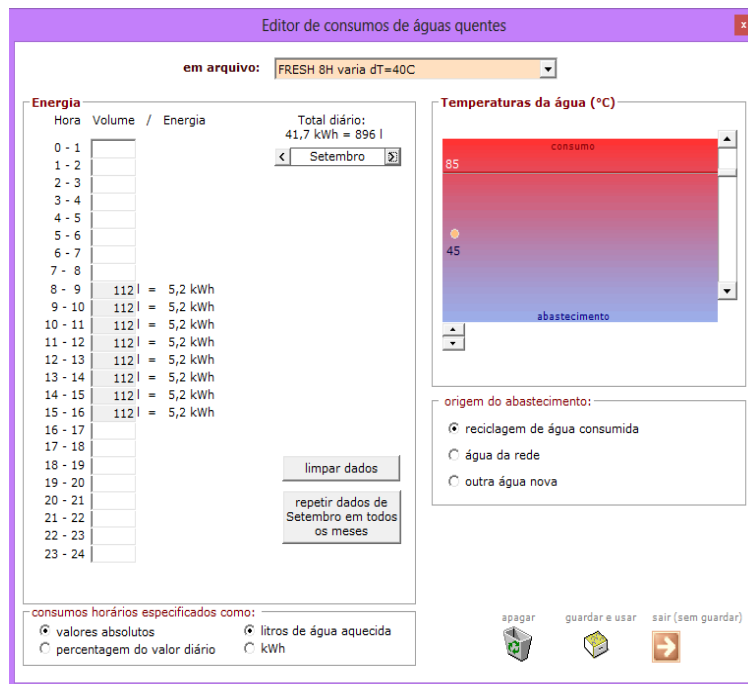 Editor de consumos de águas quentes
x
em arquivo: FRESH 8H varia dT=40C
Energia
Hora Volume / Energia
Total diário:
41,7 kWh = 896 l
< Setembro Σ
0 - 1
1 - 2
2 - 3
3 - 4
4 - 5
5 - 6
6 - 7
7 - 8
8 - 9 112 l = 5,2 kWh
9 - 10 112 l = 5,2 kWh
10 - 11 112 l = 5,2 kWh
11 - 12 112 l = 5,2 kWh
12 - 13 112 l = 5,2 kWh
13 - 14 112 l = 5,2 kWh
14 - 15 112 l = 5,2 kWh
15 - 16 112 l = 5,2 kWh
16 - 17
17 - 18
18 - 19
19 - 20
20 - 21
21 - 22
22 - 23
23 - 24
limpar dados
repetir dados de
Setembro em todos
os meses
consumos horários especificados como:
valores absolutos
percentagem do valor diário
litros de água aquecida
kWh
Temperaturas da água (°C)
consumo
85
45
abastecimento
origem do abastecimento:
reciclagem de água consumida
água da rede
outra água nova
apagar
guardar e usar
sair (sem guardar)